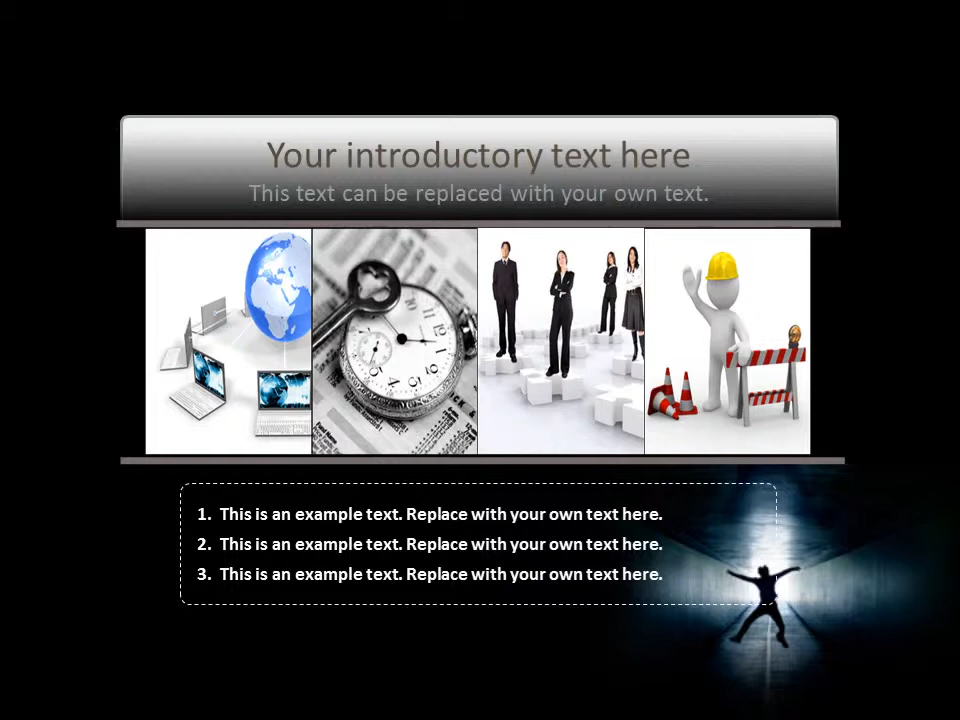 Your introductory text here
This text can be replaced with your own text.
1. This is an example text. Replace with your own text here.
2. This is an example text. Replace with your own text here.
3. This is an example text. Replace with your own text here.